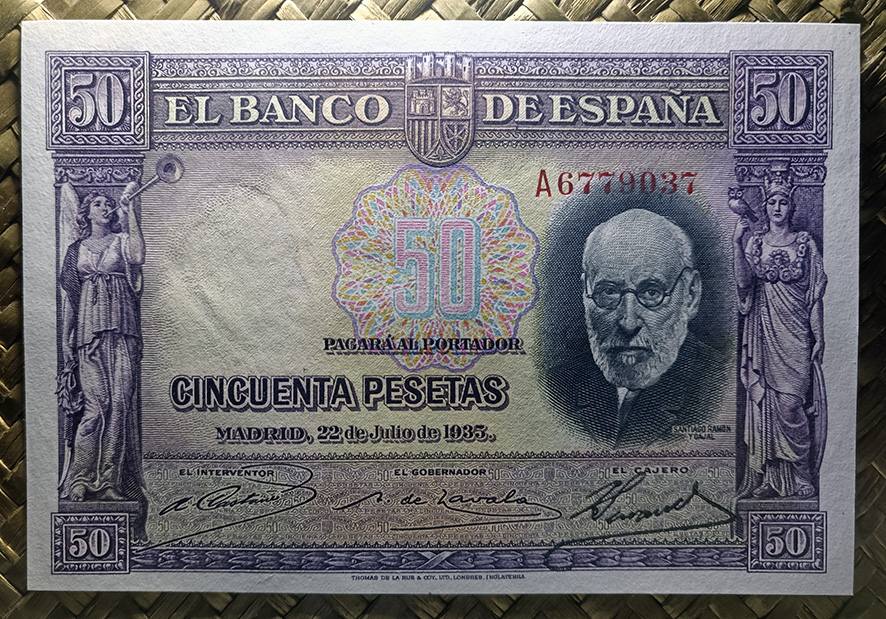 50 EL BANCO DE ESPAÑA 50
A6779037
50
PAGARÁ AL PORTADOR
CINCUENTA PESETAS
MADRID, 22 de Julio de 1935.
SANTIAGO RAMÓN
Y CAJAL
EL INTERVENTOR EL GOBERNADOR EL CAJERO
50 50
THOMAS DE LA RUE & COY. LTD. LONDRES. INGLATERRA